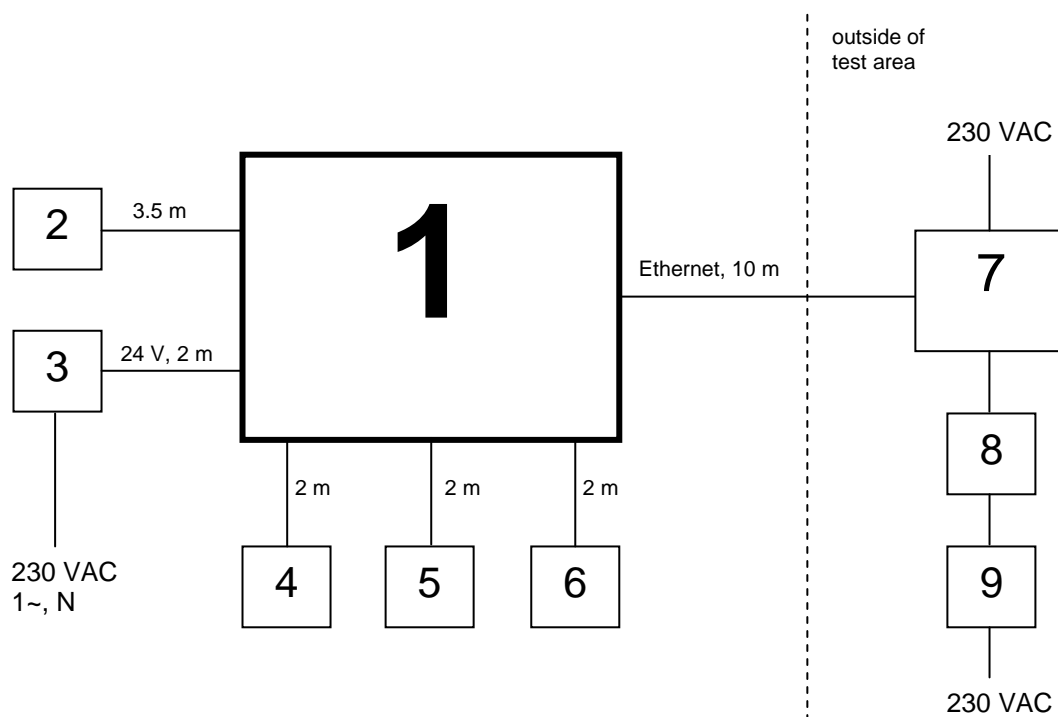 outside of
test area
230 VAC
2
3.5 m
1
Ethernet, 10 m
7
3
24 V, 2 m
8
2 m
2 m
2 m
230 VAC
1~, N
4
5
6
9
230 VAC